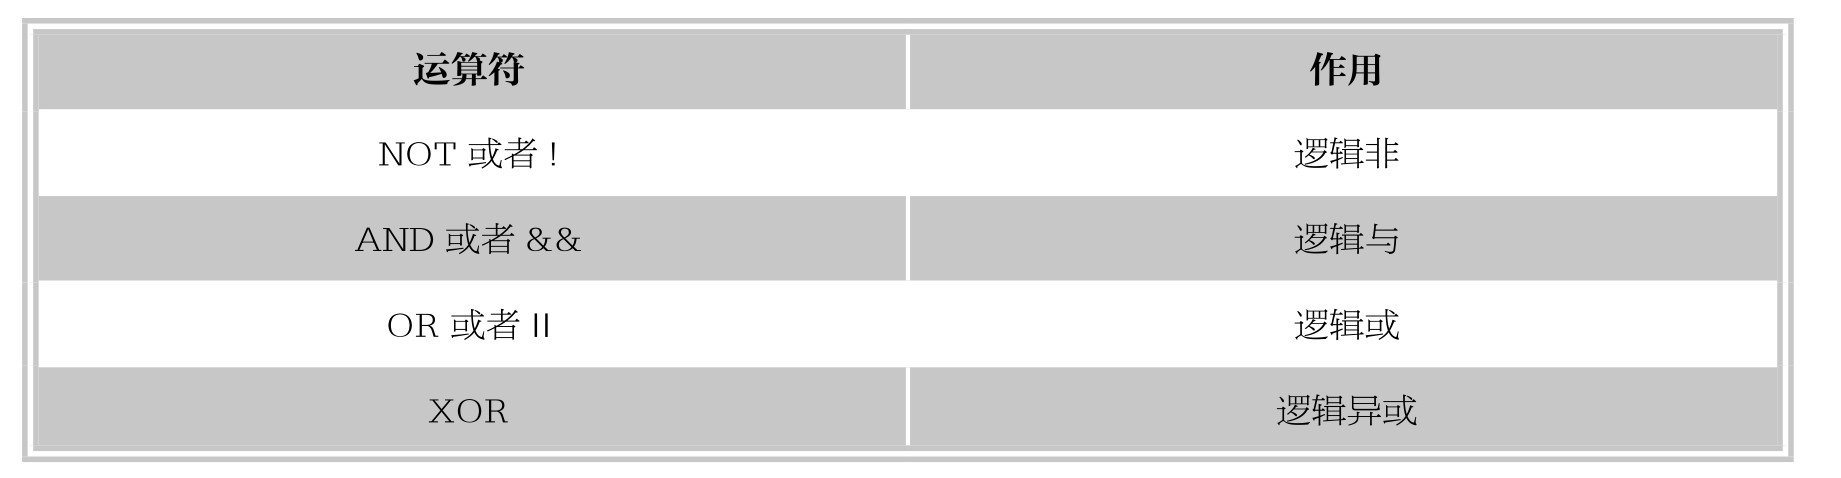 运算符 作用
NOT 或者 ! 逻辑非
AND 或者 && 逻辑与
OR 或者 || 逻辑或
XOR 逻辑异或